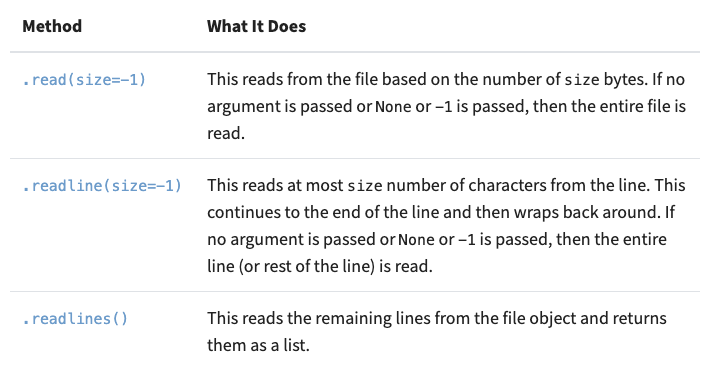 Method What It Does
.read(size=-1) This reads from the file based on the number of size bytes. If no
argument is passed or None or -1 is passed, then the entire file is
read.
.readline(size=-1) This reads at most size number of characters from the line. This
continues to the end of the line and then wraps back around. If
no argument is passed or None or -1 is passed, then the entire
line (or rest of the line) is read.
.readlines() This reads the remaining lines from the file object and returns
them as a list.